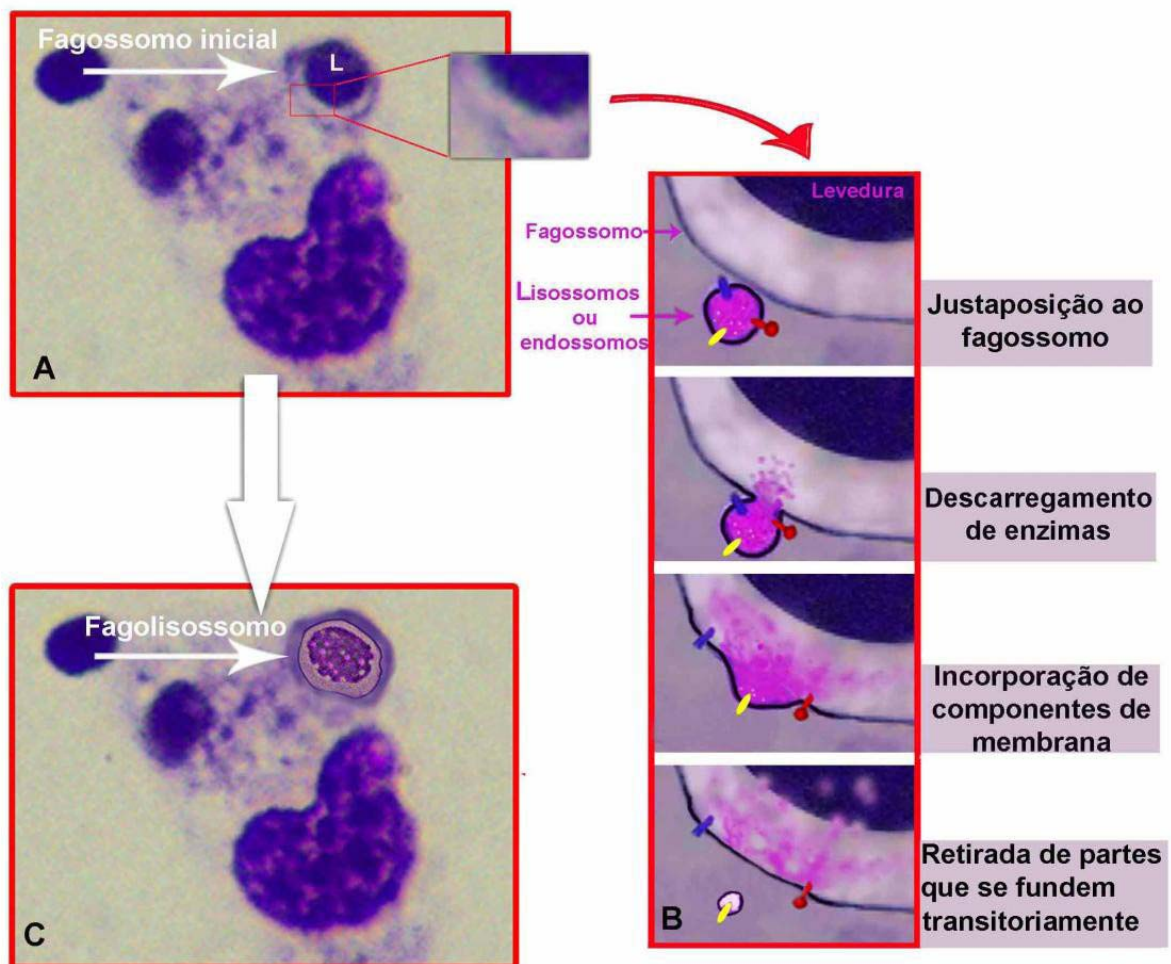 Fagossomo inicial
L
A
Levedura
Fagossomo
Lisossomos
ou
endossomos
Justaposição ao
fagossomo
Descarregamento
de enzimas
Incorporação de
componentes de
membrana
Retirada de partes
que se fundem
transitoriamente
B
Fagolisossomo
C